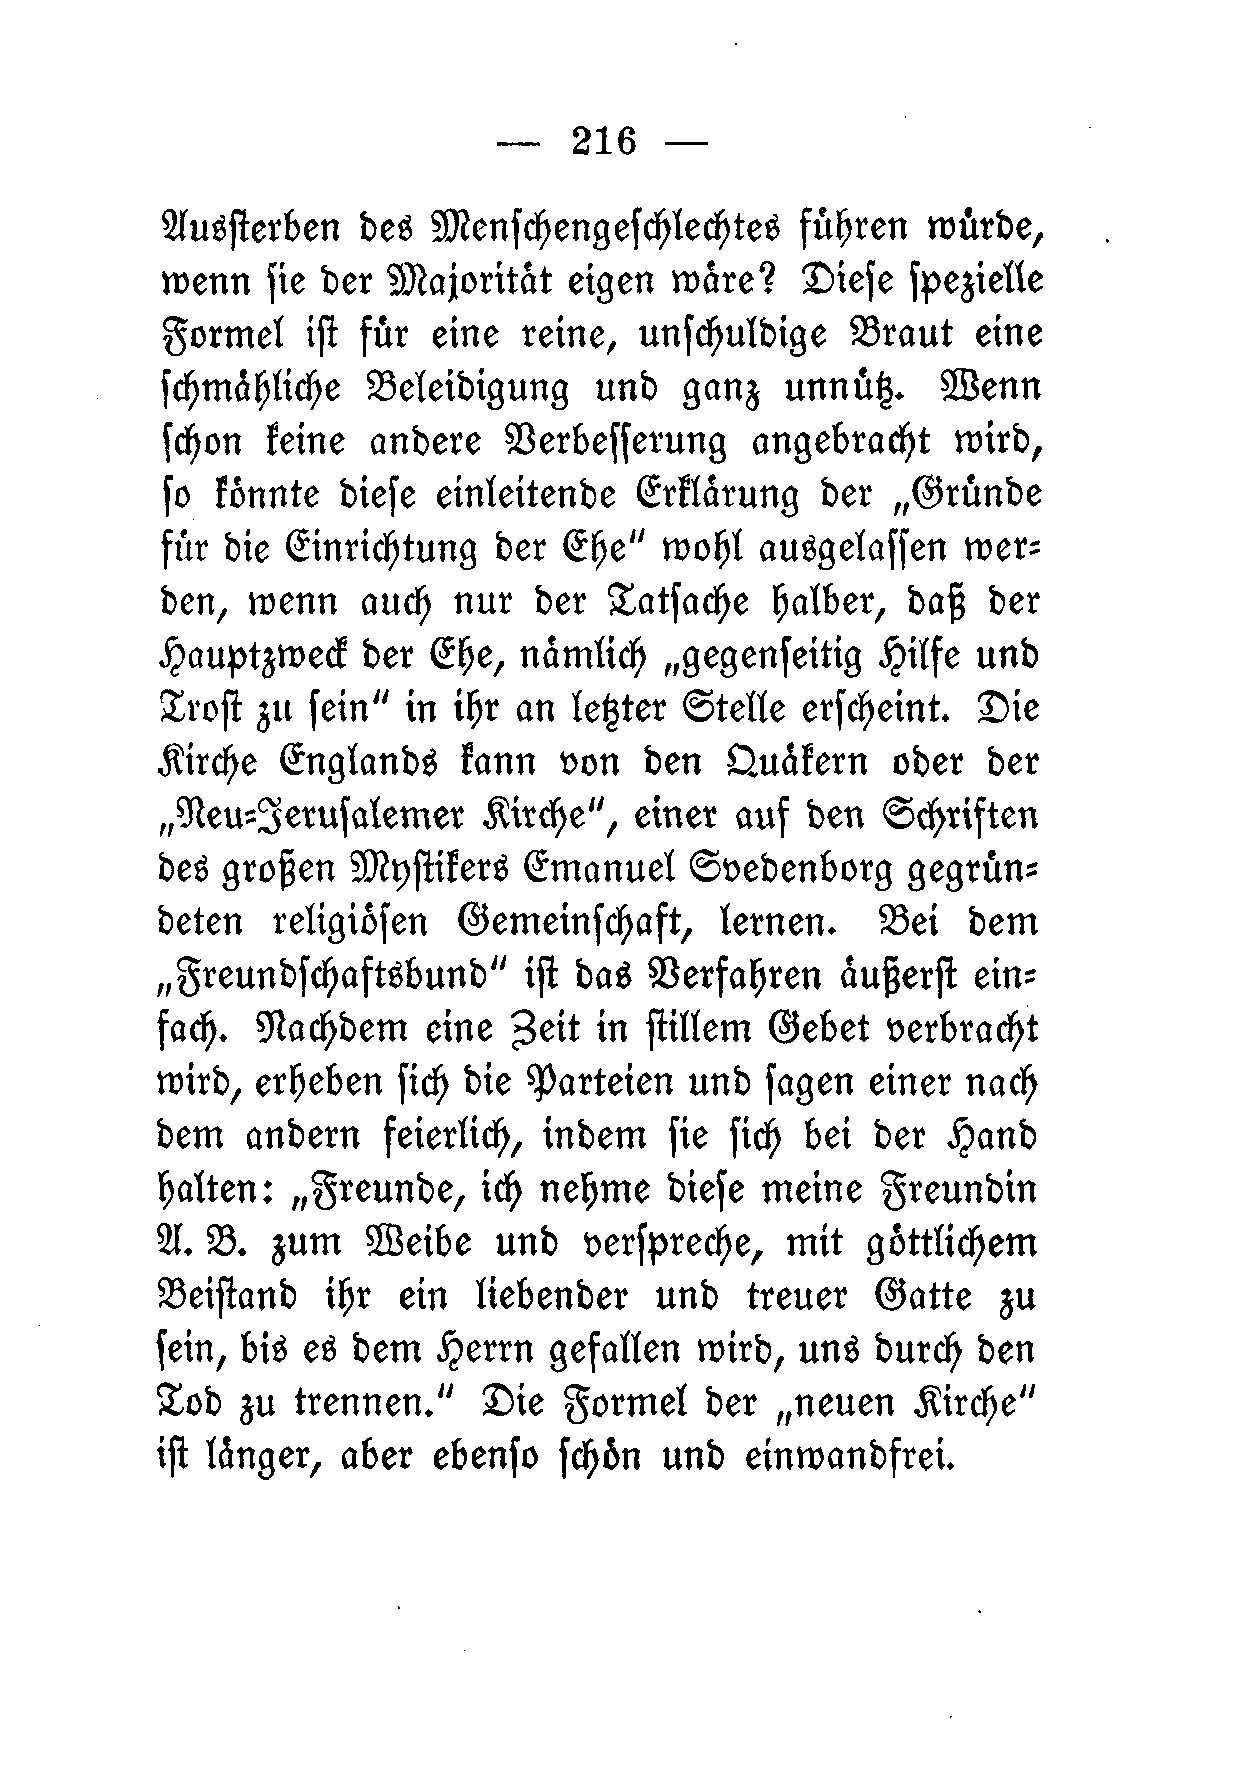 — 216 —
Aussterben des Menschengeschlechtes führen würde,
wenn sie der Majorität eigen wäre? Diese spezielle
Formel ist für eine reine, unschuldige Braut eine
schmähliche Beleidigung und ganz unnütz. Wenn
schon keine andere Verbesserung angebracht wird,
so könnte diese einleitende Erklärung der „Gründe
für die Einrichtung der Ehe" wohl ausgelassen wer-
den, wenn auch nur der Tatsache halber, daß der
Hauptzweck der Ehe, nämlich „gegenseitig Hilfe und
Trost zu sein" in ihr an letzter Stelle erscheint. Die
Kirche Englands kann von den Quäkern oder der
„Neu-Jerusalemer Kirche", einer auf den Schriften
des großen Mystikers Emanuel Svedenborg gegrün-
deten religiösen Gemeinschaft, lernen. Bei dem
„Freundschaftsbund" ist das Verfahren äußerst ein-
fach. Nachdem eine Zeit in stillem Gebet verbracht
wird, erheben sich die Parteien und sagen einer nach
dem andern feierlich, indem sie sich bei der Hand
halten: „Freunde, ich nehme diese meine Freundin
A. B. zum Weibe und verspreche, mit göttlichem
Beistand ihr ein liebender und treuer Gatte zu
sein, bis es dem Herrn gefallen wird, uns durch den
Tod zu trennen." Die Formel der „neuen Kirche"
ist länger, aber ebenso schön und einwandfrei.